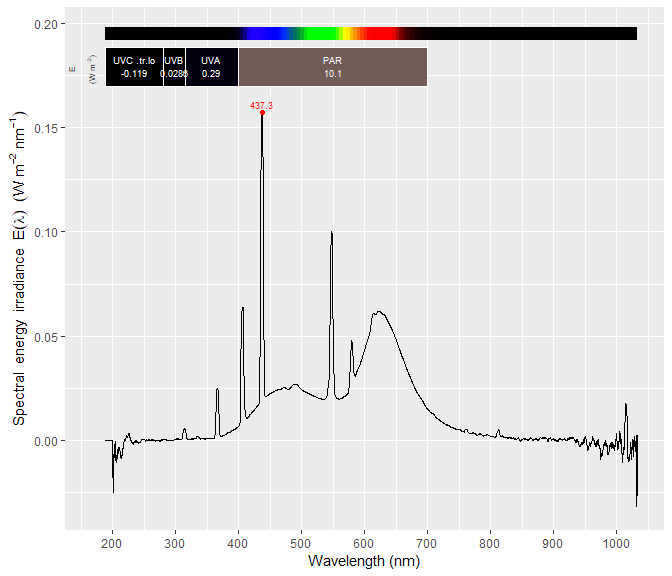 0.20
0.15
0.10
0.05
0.00
Spectral energy irradiance E(λ) (W m⁻² nm⁻¹)
E
(W m⁻²)
UVC .tr.lo
-0.119
UVB
0.0286
UVA
0.29
PAR
10.1
437.3
200 300 400 500 600 700 800 900 1000
Wavelength (nm)